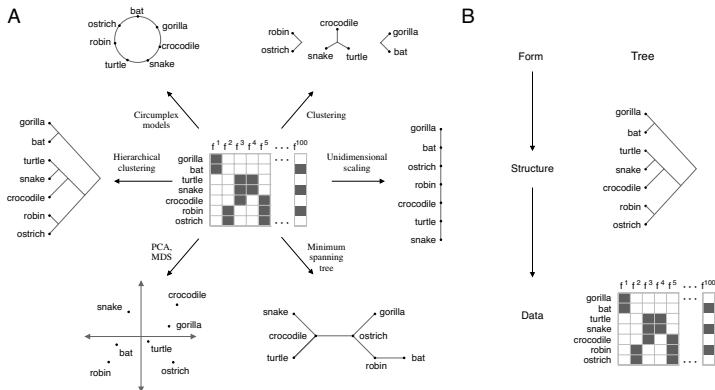 A
bat
ostrich
gorilla
robin
crocodile
turtle
snake
Circumplex
models
robin
ostrich
crocodile
snake
turtle
gorilla
bat
Clustering
gorilla
bat
turtle
snake
crocodile
robin
ostrich
Hierarchical
clustering
f1 f2 f3 f4 f5 ... f100
gorilla
bat ...
turtle
snake
crocodile
robin
ostrich ...
Unidimensional
scaling
gorilla
bat
ostrich
robin
crocodile
turtle
snake
PCA,
MDS
snake
crocodile
gorilla
bat
turtle
robin
ostrich
Minimum
spanning
tree
snake
gorilla
crocodile
ostrich
turtle
robin
bat
B
Form
Tree
Structure
gorilla
bat
turtle
snake
crocodile
robin
ostrich
Data
f1 f2 f3 f4 f5 ... f100
gorilla ...
bat
turtle
snake
crocodile
robin
ostrich ...